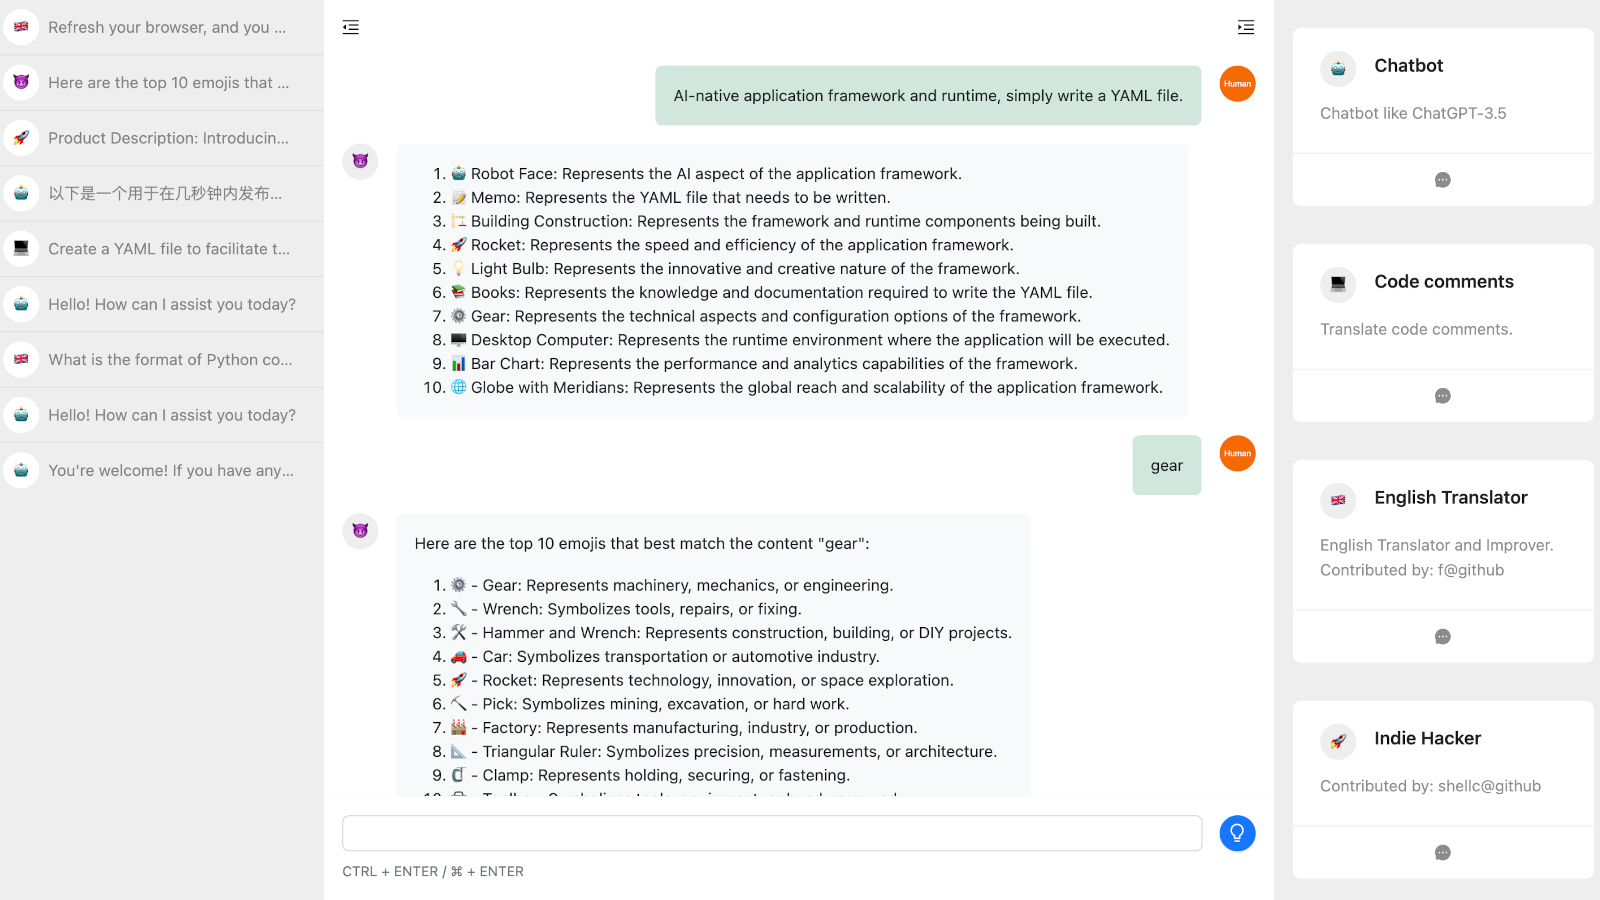 Refresh your browser, and you ...
Here are the top 10 emojis that ...
Product Description: Introducin...
以下是一个用于在几秒钟内发布...
Create a YAML file to facilitate t...
Hello! How can I assist you today?
What is the format of Python co...
Hello! How can I assist you today?
You're welcome! If you have any...
AI-native application framework and runtime, simply write a YAML file.
Human
1. 🤖 Robot Face: Represents the AI aspect of the application framework.
2. 📝 Memo: Represents the YAML file that needs to be written.
3. 🏗️ Building Construction: Represents the framework and runtime components being built.
4. 🚀 Rocket: Represents the speed and efficiency of the application framework.
5. 💡 Light Bulb: Represents the innovative and creative nature of the framework.
6. 📚 Books: Represents the knowledge and documentation required to write the YAML file.
7. ⚙️ Gear: Represents the technical aspects and configuration options of the framework.
8. 🖥️ Desktop Computer: Represents the runtime environment where the application will be executed.
9. 📊 Bar Chart: Represents the performance and analytics capabilities of the framework.
10. 🌐 Globe with Meridians: Represents the global reach and scalability of the application framework.
gear
Human
Here are the top 10 emojis that best match the content "gear":
1. ⚙️ - Gear: Represents machinery, mechanics, or engineering.
2. 🔧 - Wrench: Symbolizes tools, repairs, or fixing.
3. 🛠️ - Hammer and Wrench: Represents construction, building, or DIY projects.
4. 🚗 - Car: Symbolizes transportation or automotive industry.
5. 🚀 - Rocket: Represents technology, innovation, or space exploration.
6. ⛏️ - Pick: Symbolizes mining, excavation, or hard work.
7. 🏭 - Factory: Represents manufacturing, industry, or production.
8. 📐 - Triangular Ruler: Symbolizes precision, measurements, or architecture.
9. 🗜️ - Clamp: Represents holding, securing, or fastening.
CTRL + ENTER / ⌘ + ENTER
Chatbot
Chatbot like ChatGPT-3.5
Code comments
Translate code comments.
English Translator
English Translator and Improver.
Contributed by: f@github
Indie Hacker
Contributed by: shellc@github